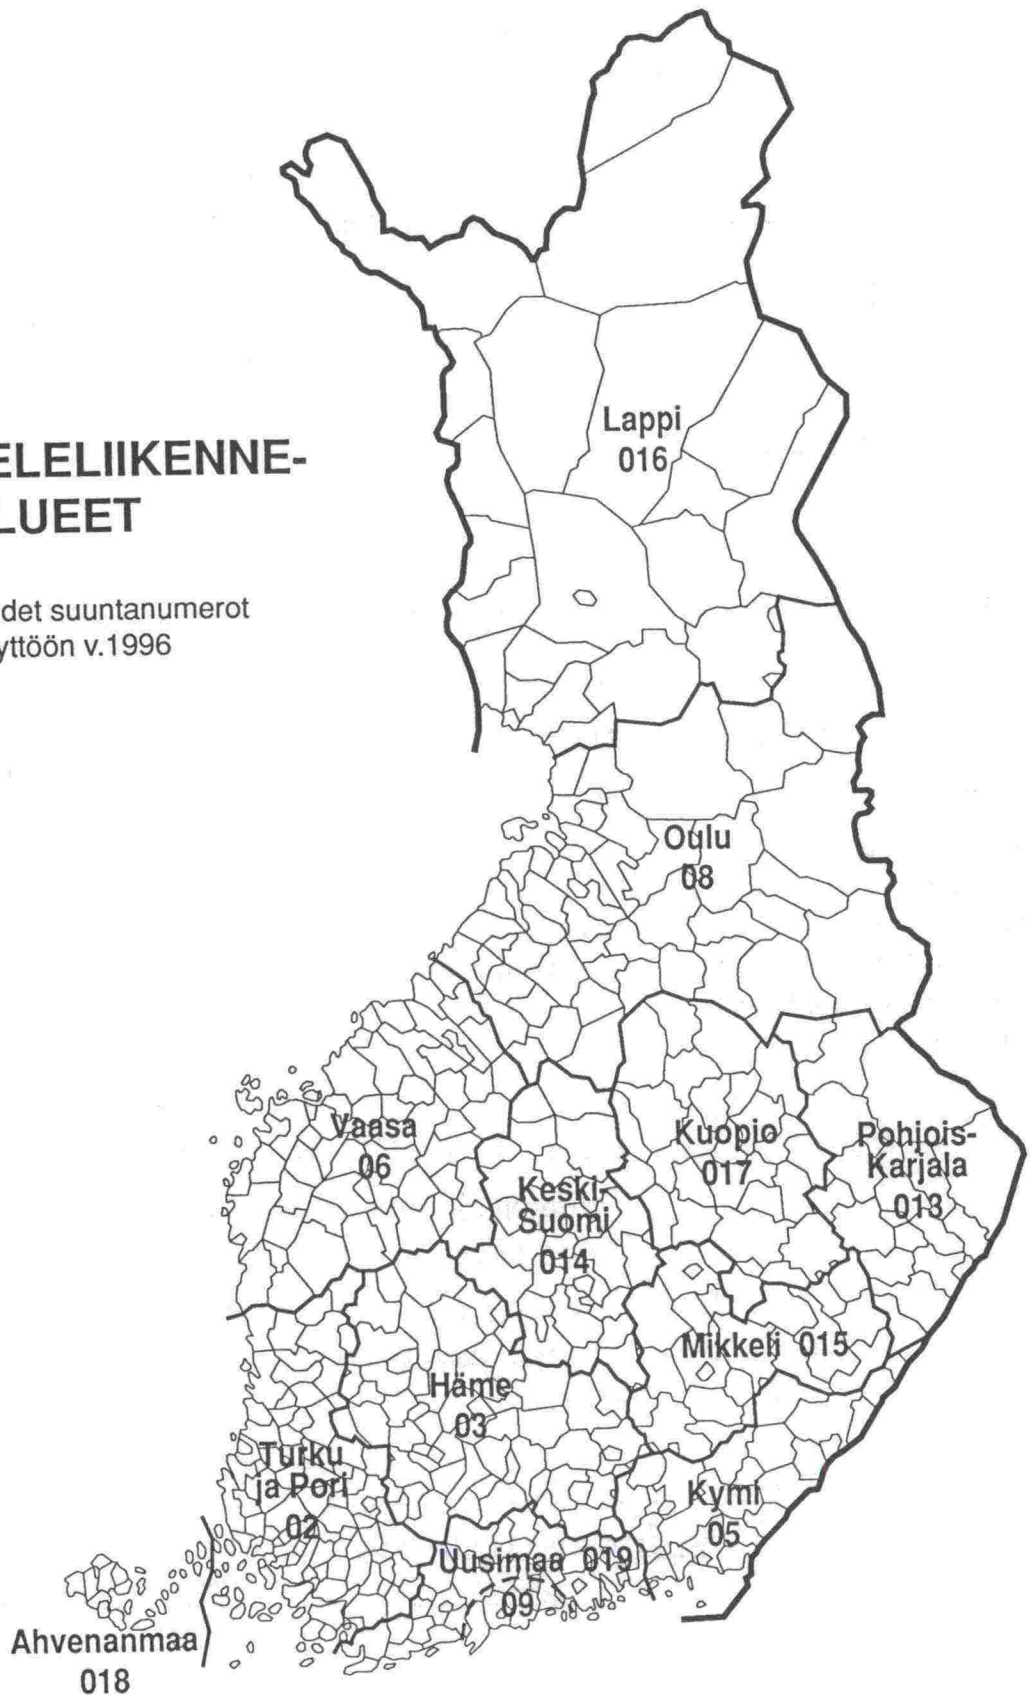 ELELIIKENNE-
LUEET
det suuntanumerot
yttöön v.1996
Lappi
016
Oulu
08
Vaasa
06
Kuopio
017
Pohjois-
Karjala
013
Keski-
Suomi
014
Mikkeli 015
Häme
03
Turku
ja Pori
02
Kymi
05
Uusimaa 019
09
Ahvenanmaa
018